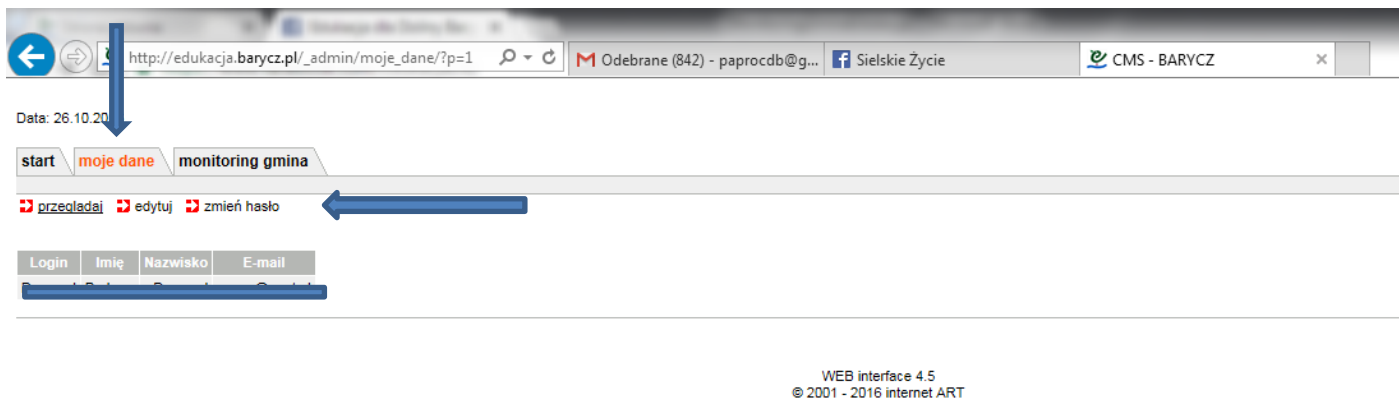 http://edukacja.barycz.pl/_admin/moje_dane/?p=1
Odebrane (842) - paprocdb@g...
Sielskie Życie
CMS - BARYCZ
Data: 26.10.20
start moje dane monitoring gmina
przegladaj edytuj zmień hasło
Login Imię Nazwisko E-mail
WEB interface 4.5
© 2001 - 2016 internet ART